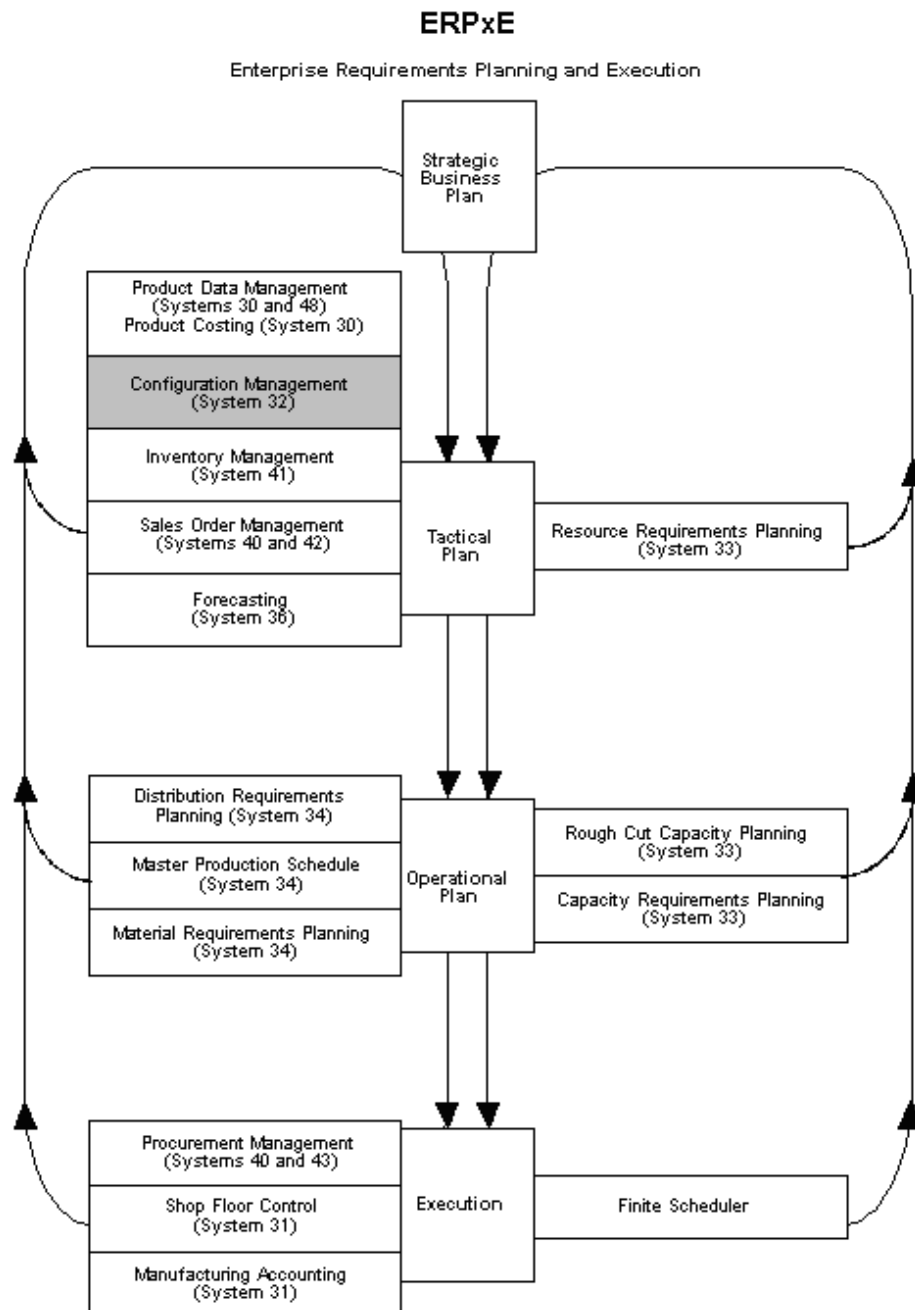 ERPxE
Enterprise Requirements Planning and Execution
Strategic
Business
Plan
Product Data Management
(Systems 30 and 48)
Product Costing (System 30)
Configuration Management
(System 32)
Inventory Management
(System 41)
Sales Order Management
(Systems 40 and 42)
Forecasting
(System 36)
Tactical
Plan
Resource Requirements Planning
(System 33)
Distribution Requirements
Planning (System 34)
Master Production Schedule
(System 34)
Material Requirements Planning
(System 34)
Operational
Plan
Rough Cut Capacity Planning
(System 33)
Capacity Requirements Planning
(System 33)
Procurement Management
(Systems 40 and 43)
Shop Floor Control
(System 31)
Manufacturing Accounting
(System 31)
Execution
Finite Scheduler